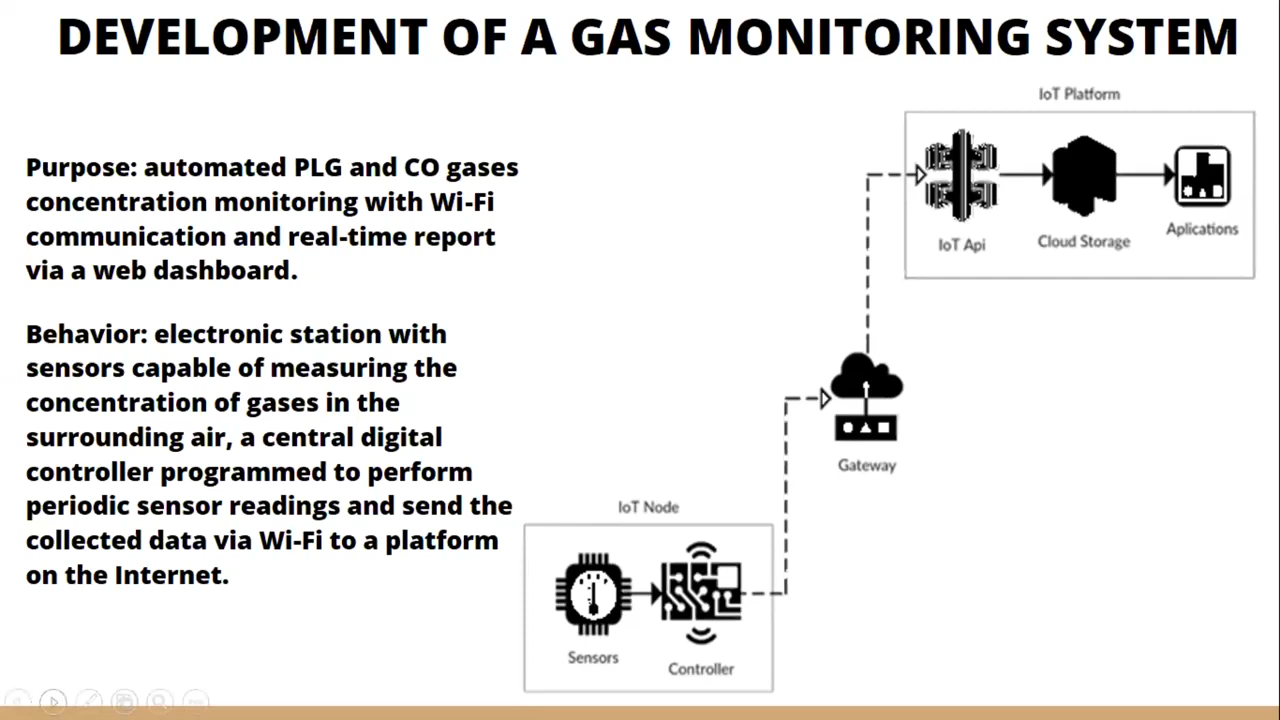 DEVELOPMENT OF A GAS MONITORING SYSTEM
Purpose: automated PLG and CO gases
concentration monitoring with Wi-Fi
communication and real-time report
via a web dashboard.
Behavior: electronic station with
sensors capable of measuring the
concentration of gases in the
surrounding air, a central digital
controller programmed to perform
periodic sensor readings and send the
collected data via Wi-Fi to a platform
on the Internet.
IoT Platform
IoT Api
Cloud Storage
Aplications
Gateway
IoT Node
Sensors
Controller